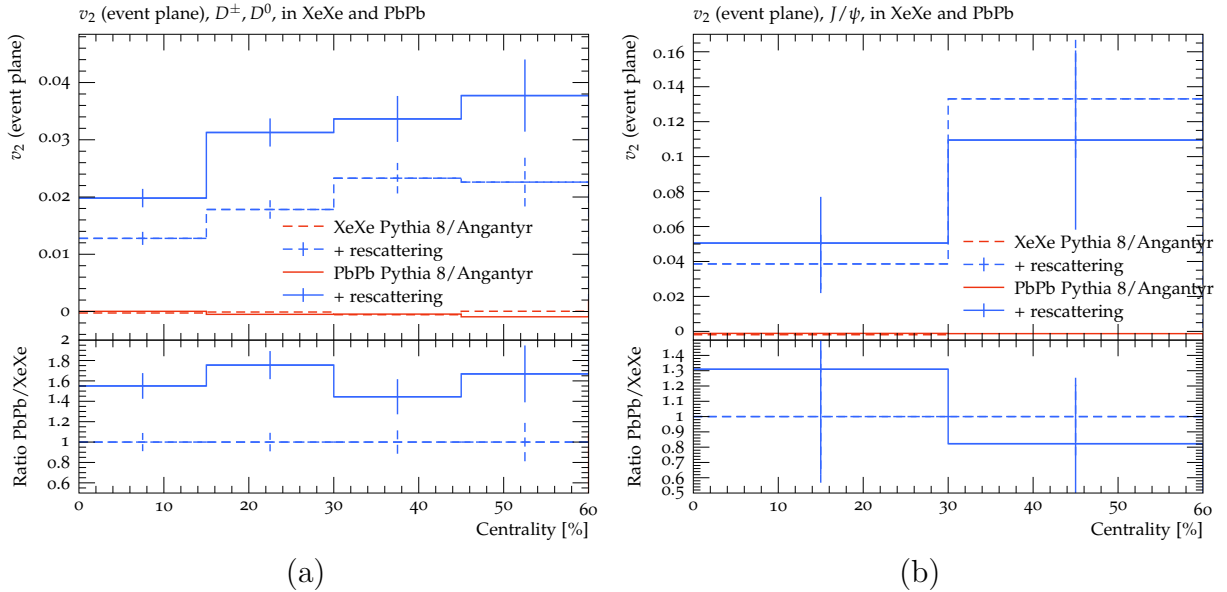 v₂ (event plane), D±, D⁰, in XeXe and PbPb
v₂ (event plane)
0.04
0.03
0.02
0.01
0
XeXe Pythia 8/Angantyr
+ rescattering
PbPb Pythia 8/Angantyr
+ rescattering
Ratio PbPb/XeXe
2
1.8
1.6
1.4
1.2
1
0.8
0.6
0 10 20 30 40 50 60
Centrality [%]
(a)
v₂ (event plane), J/ψ, in XeXe and PbPb
v₂ (event plane)
0.16
0.14
0.12
0.1
0.08
0.06
0.04
0.02
0
XeXe Pythia 8/Angantyr
+ rescattering
PbPb Pythia 8/Angantyr
+ rescattering
Ratio PbPb/XeXe
1.4
1.3
1.2
1.1
1
0.9
0.8
0.7
0.6
0.5
0 10 20 30 40 50 60
Centrality [%]
(b)